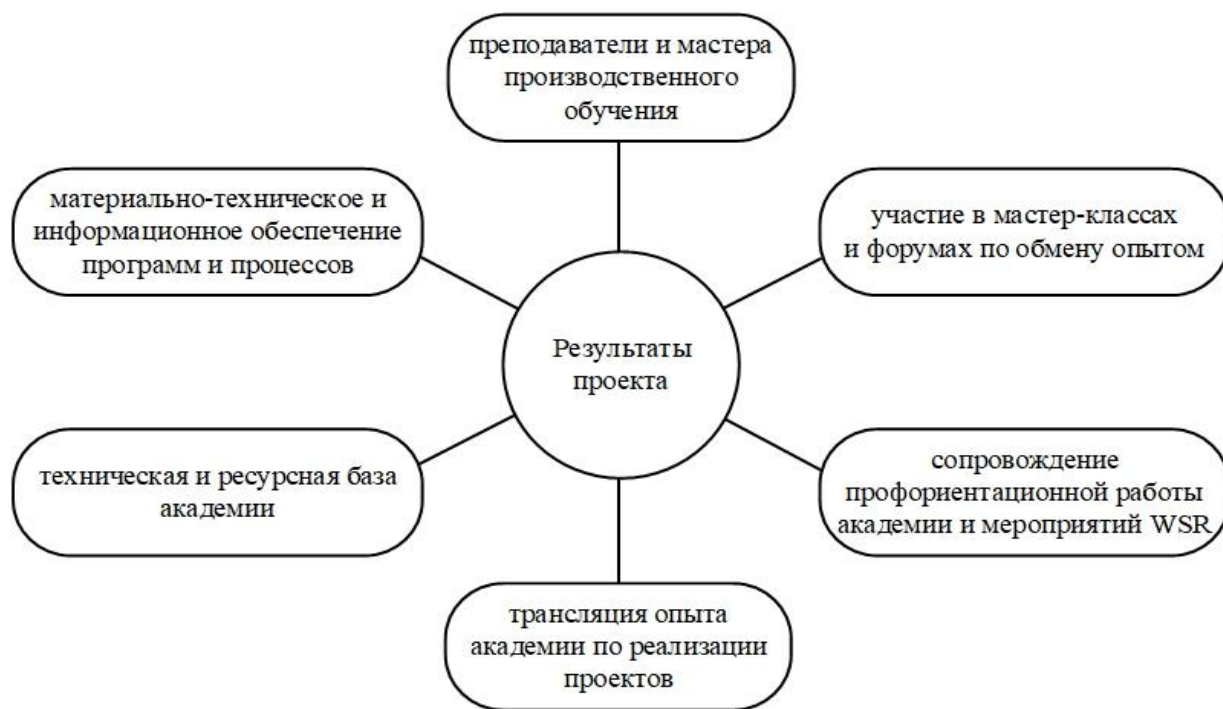 преподаватели и мастера
производственного
обучения
материально-техническое и
информационное обеспечение
программ и процессов
участие в мастер-классах
и форумах по обмену опытом
Результаты
проекта
техническая и ресурсная база
академии
сопровождение
профориентационной работы
академии и мероприятий WSR
трансляция опыта
академии по реализации
проектов